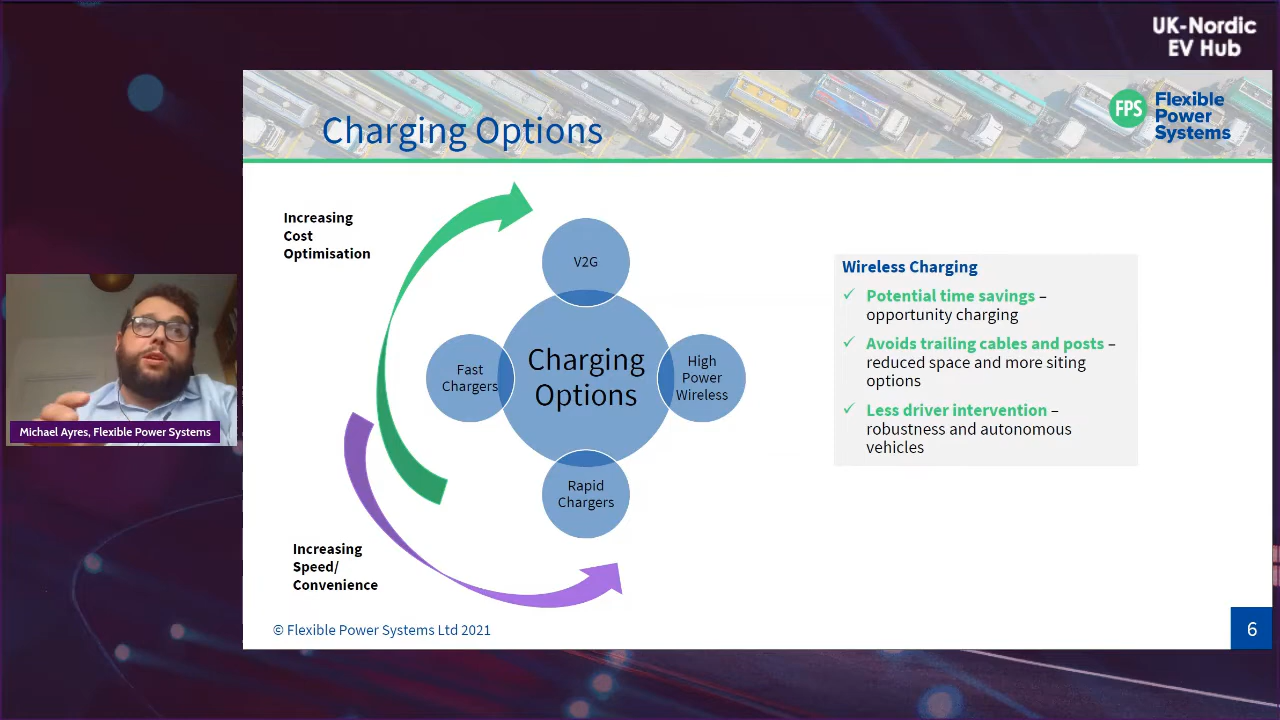 UK-Nordic
EV Hub
Charging Options
FPS
Flexible
Power
Systems
Increasing
Cost
Optimisation
V2G
Fast
Chargers
Charging
Options
High
Power
Wireless
Rapid
Chargers
Increasing
Speed/
Convenience
Wireless Charging
✓ Potential time savings –
opportunity charging
✓ Avoids trailing cables and posts –
reduced space and more siting
options
✓ Less driver intervention –
robustness and autonomous
vehicles
Michael Ayres, Flexible Power Systems
© Flexible Power Systems Ltd 2021
6